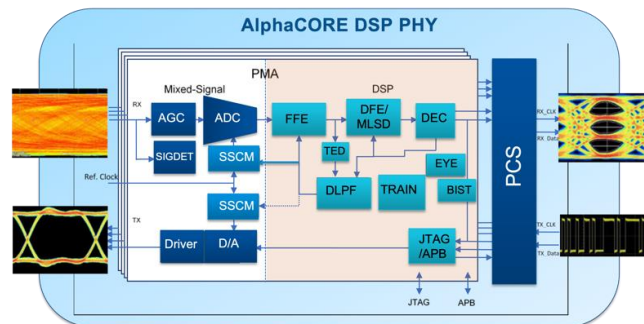 AlphaCORE DSP PHY
PMA
Mixed-Signal
DSP
RX
AGC
ADC
FFE
DFE/
MLSD
DEC
SIGDET
SSCM
TED
EYE
Ref. Clock
DLPF
TRAIN
BIST
SSCM
TX
Driver
D/A
JTAG
/APB
PCS
RX_CLK
RX_Data
TX_CLK
TX_Data
JTAG
APB